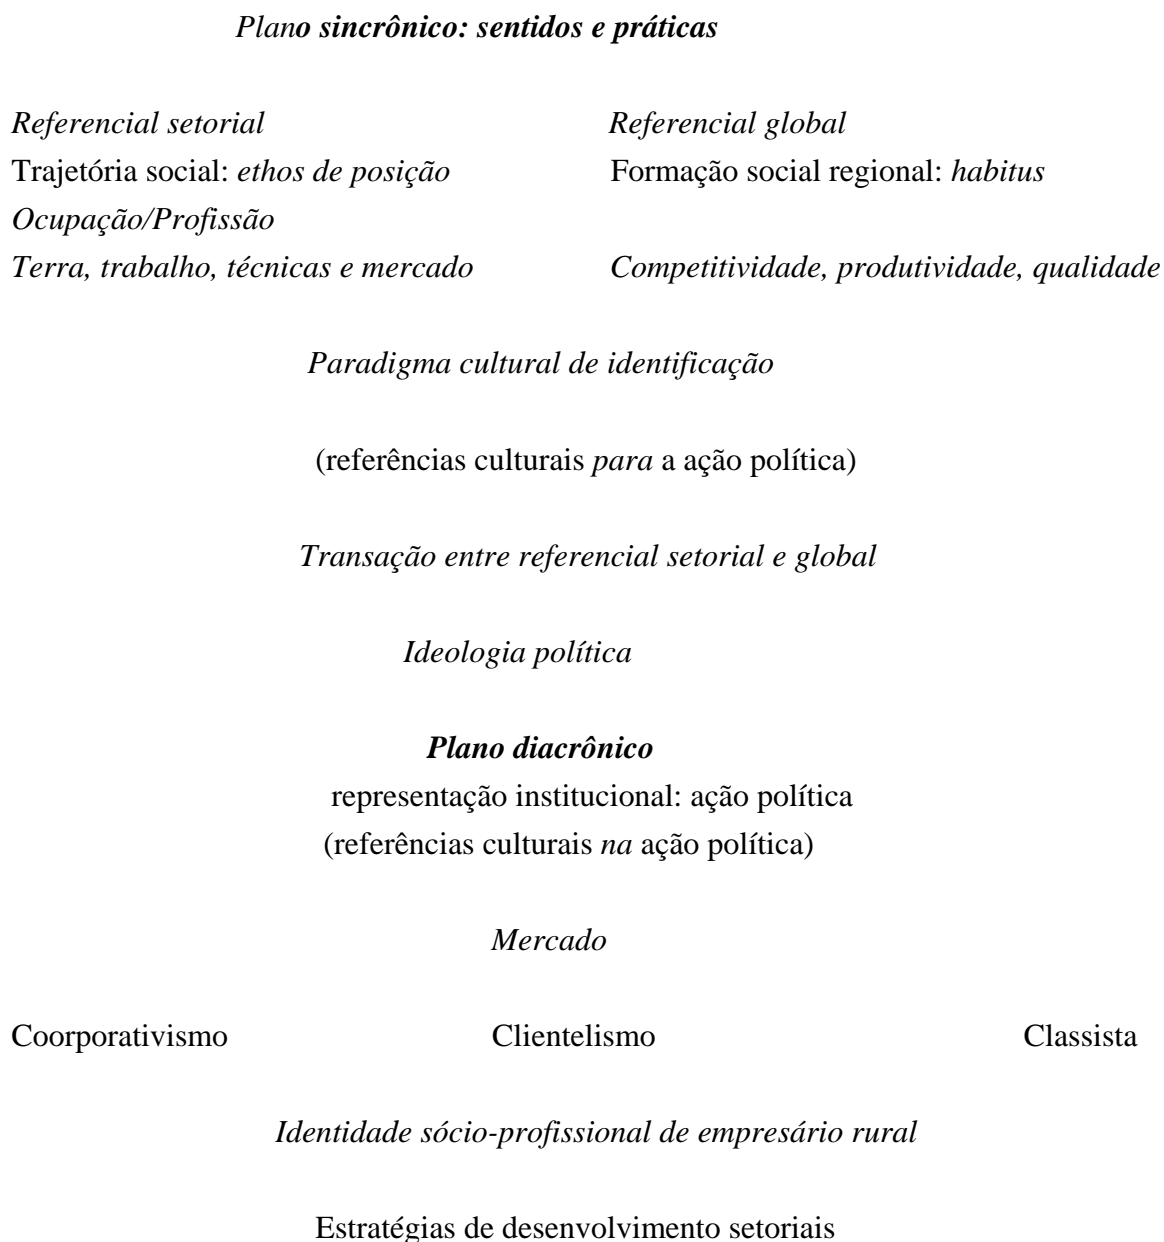 Plano sincrônico: sentidos e práticas
Referencial setorial Referencial global
Trajetória social: ethos de posição Formação social regional: habitus
Ocupação/Profissão
Terra, trabalho, técnicas e mercado Competitividade, produtividade, qualidade
Paradigma cultural de identificação
(referências culturais para a ação política)
Transação entre referencial setorial e global
Ideologia política
Plano diacrônico
representação institucional: ação política
(referências culturais na ação política)
Mercado
Coorporativismo Clientelismo Classista
Identidade sócio-profissional de empresário rural
Estratégias de desenvolvimento setoriais